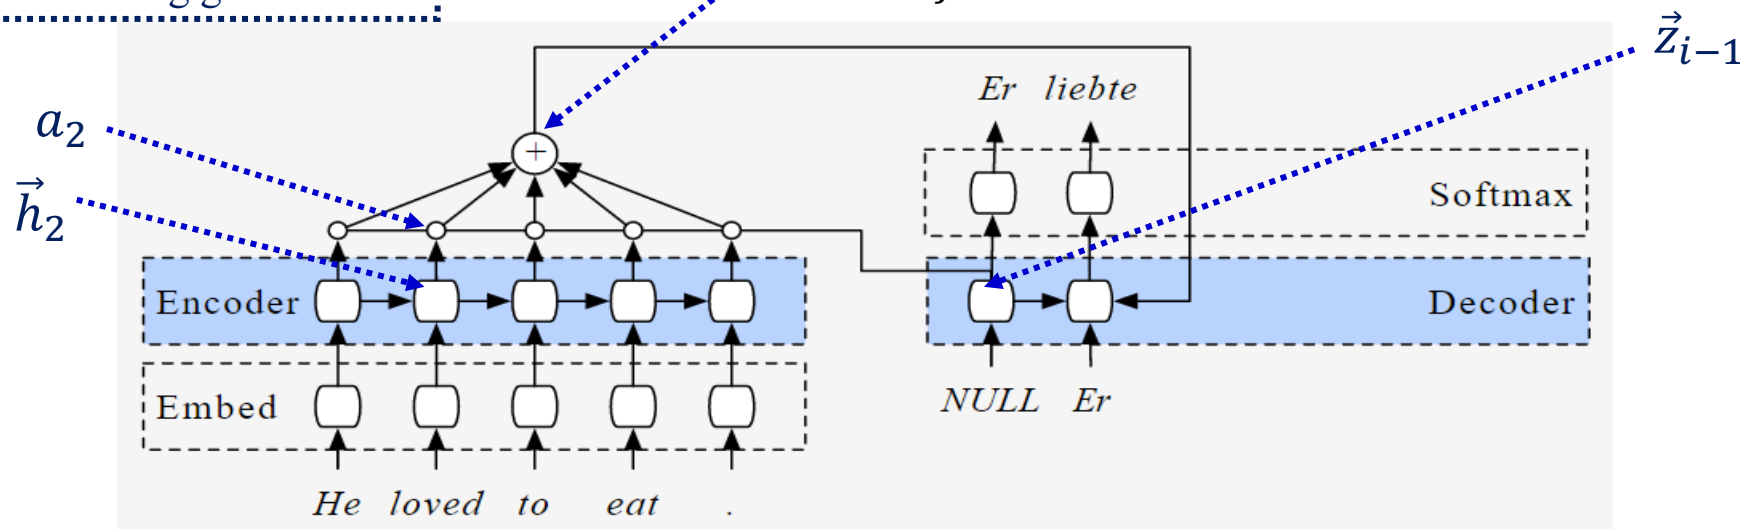 z⃗ᵢ₋₁
Er liebte
a₂
h⃗₂
+
Softmax
Encoder
Decoder
Embed
NULL Er
He loved to eat .